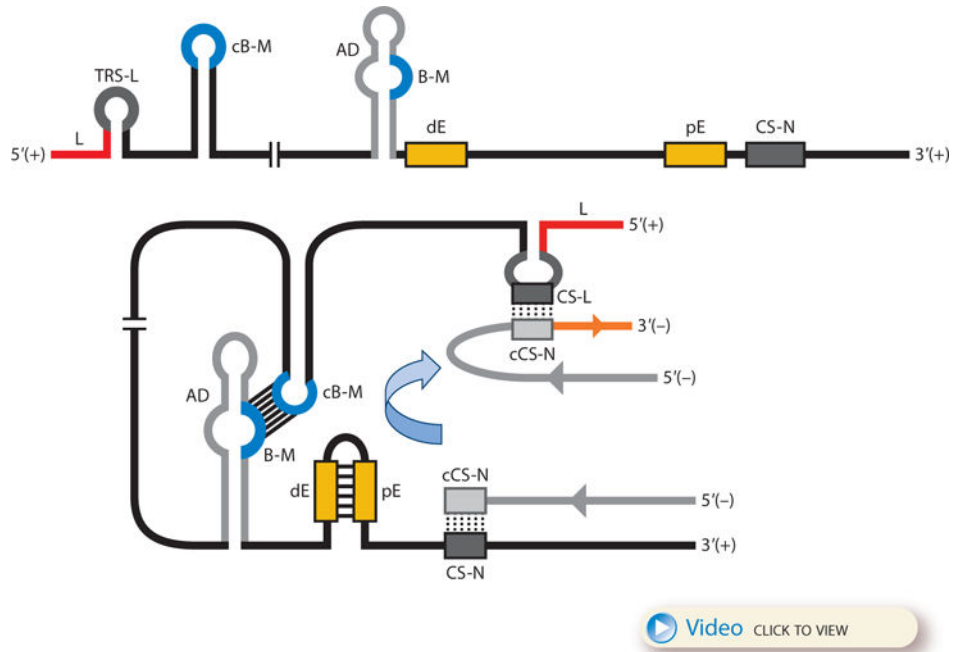 cB-M
AD
TRS-L
B-M
L
dE
pE
CS-N
5′(+)
3′(+)
L
5′(+)
CS-L
3′(–)
cCS-N
AD
cB-M
5′(–)
B-M
cCS-N
dE
pE
5′(–)
3′(+)
CS-N
Video CLICK TO VIEW